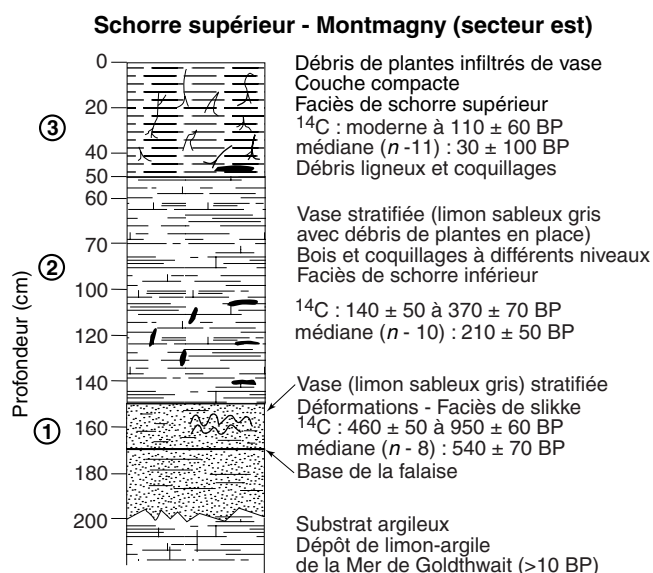 Schorre supérieur - Montmagny (secteur est)
Profondeur (cm)
0
20
40
50
60
70
100
120
140
160
180
200
③
②
①
Débris de plantes infiltrés de vase
Couche compacte
Faciès de schorre supérieur
14C : moderne à 110 ± 60 BP
médiane (n -11) : 30 ± 100 BP
Débris ligneux et coquillages
Vase stratifiée (limon sableux gris
avec débris de plantes en place)
Bois et coquillages à différents niveaux
Faciès de schorre inférieur
14C : 140 ± 50 à 370 ± 70 BP
médiane (n - 10) : 210 ± 50 BP
Vase (limon sableux gris) stratifiée
Déformations - Faciès de slikke
14C : 460 ± 50 à 950 ± 60 BP
médiane (n - 8) : 540 ± 70 BP
Base de la falaise
Substrat argileux
Dépôt de limon-argile
de la Mer de Goldthwait (>10 BP)